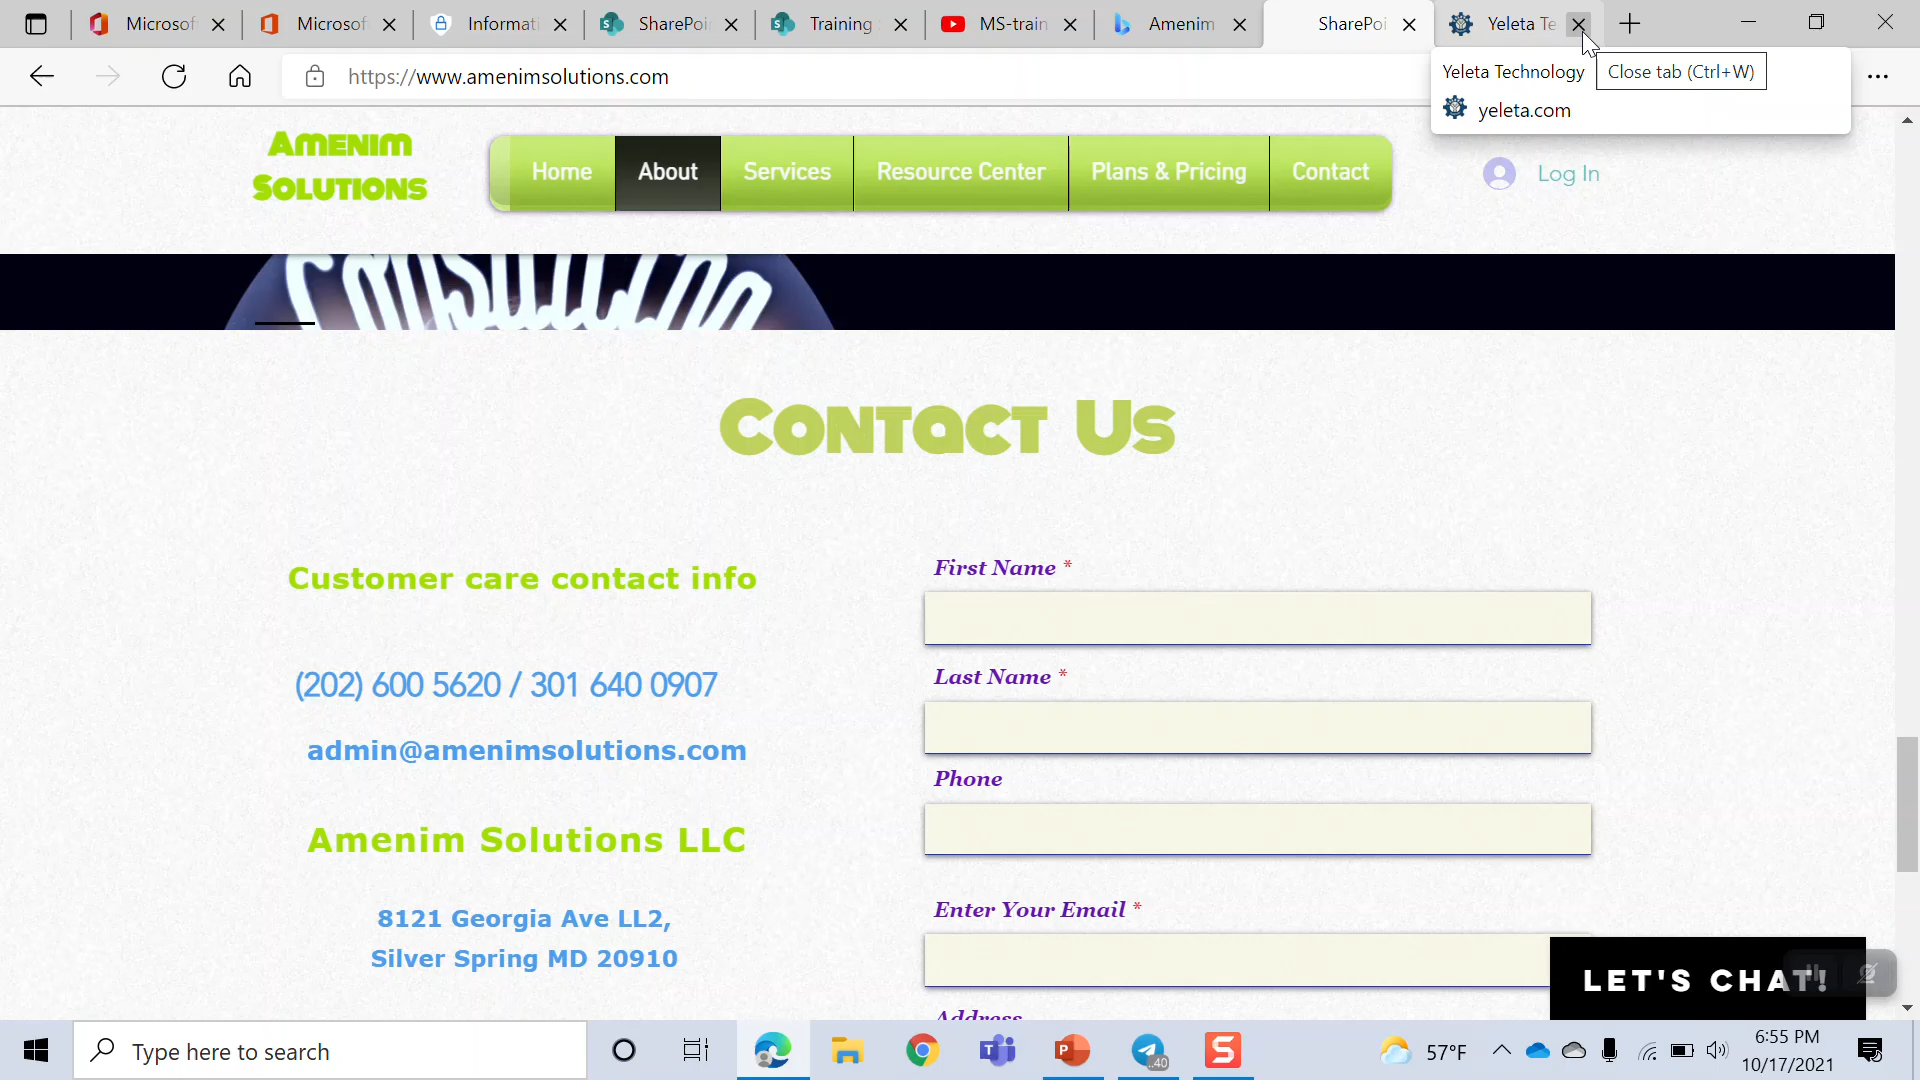 Microsof
Microsof
Informati
SharePoi
Training
MS-train
Amenim
SharePoi
Yeleta Te
https://www.amenimsolutions.com
Yeleta Technology
Close tab (Ctrl+W)
yeleta.com
Amenim
Solutions
Home
About
Services
Resource Center
Plans & Pricing
Contact
Log In
Consulting
Contact Us
Customer care contact info
(202) 600 5620 / 301 640 0907
admin@amenimsolutions.com
Amenim Solutions LLC
8121 Georgia Ave LL2,
Silver Spring MD 20910
First Name *
Last Name *
Phone
Enter Your Email *
Address
LET'S CHAT!
Type here to search
..40
57°F
6:55 PM
10/17/2021